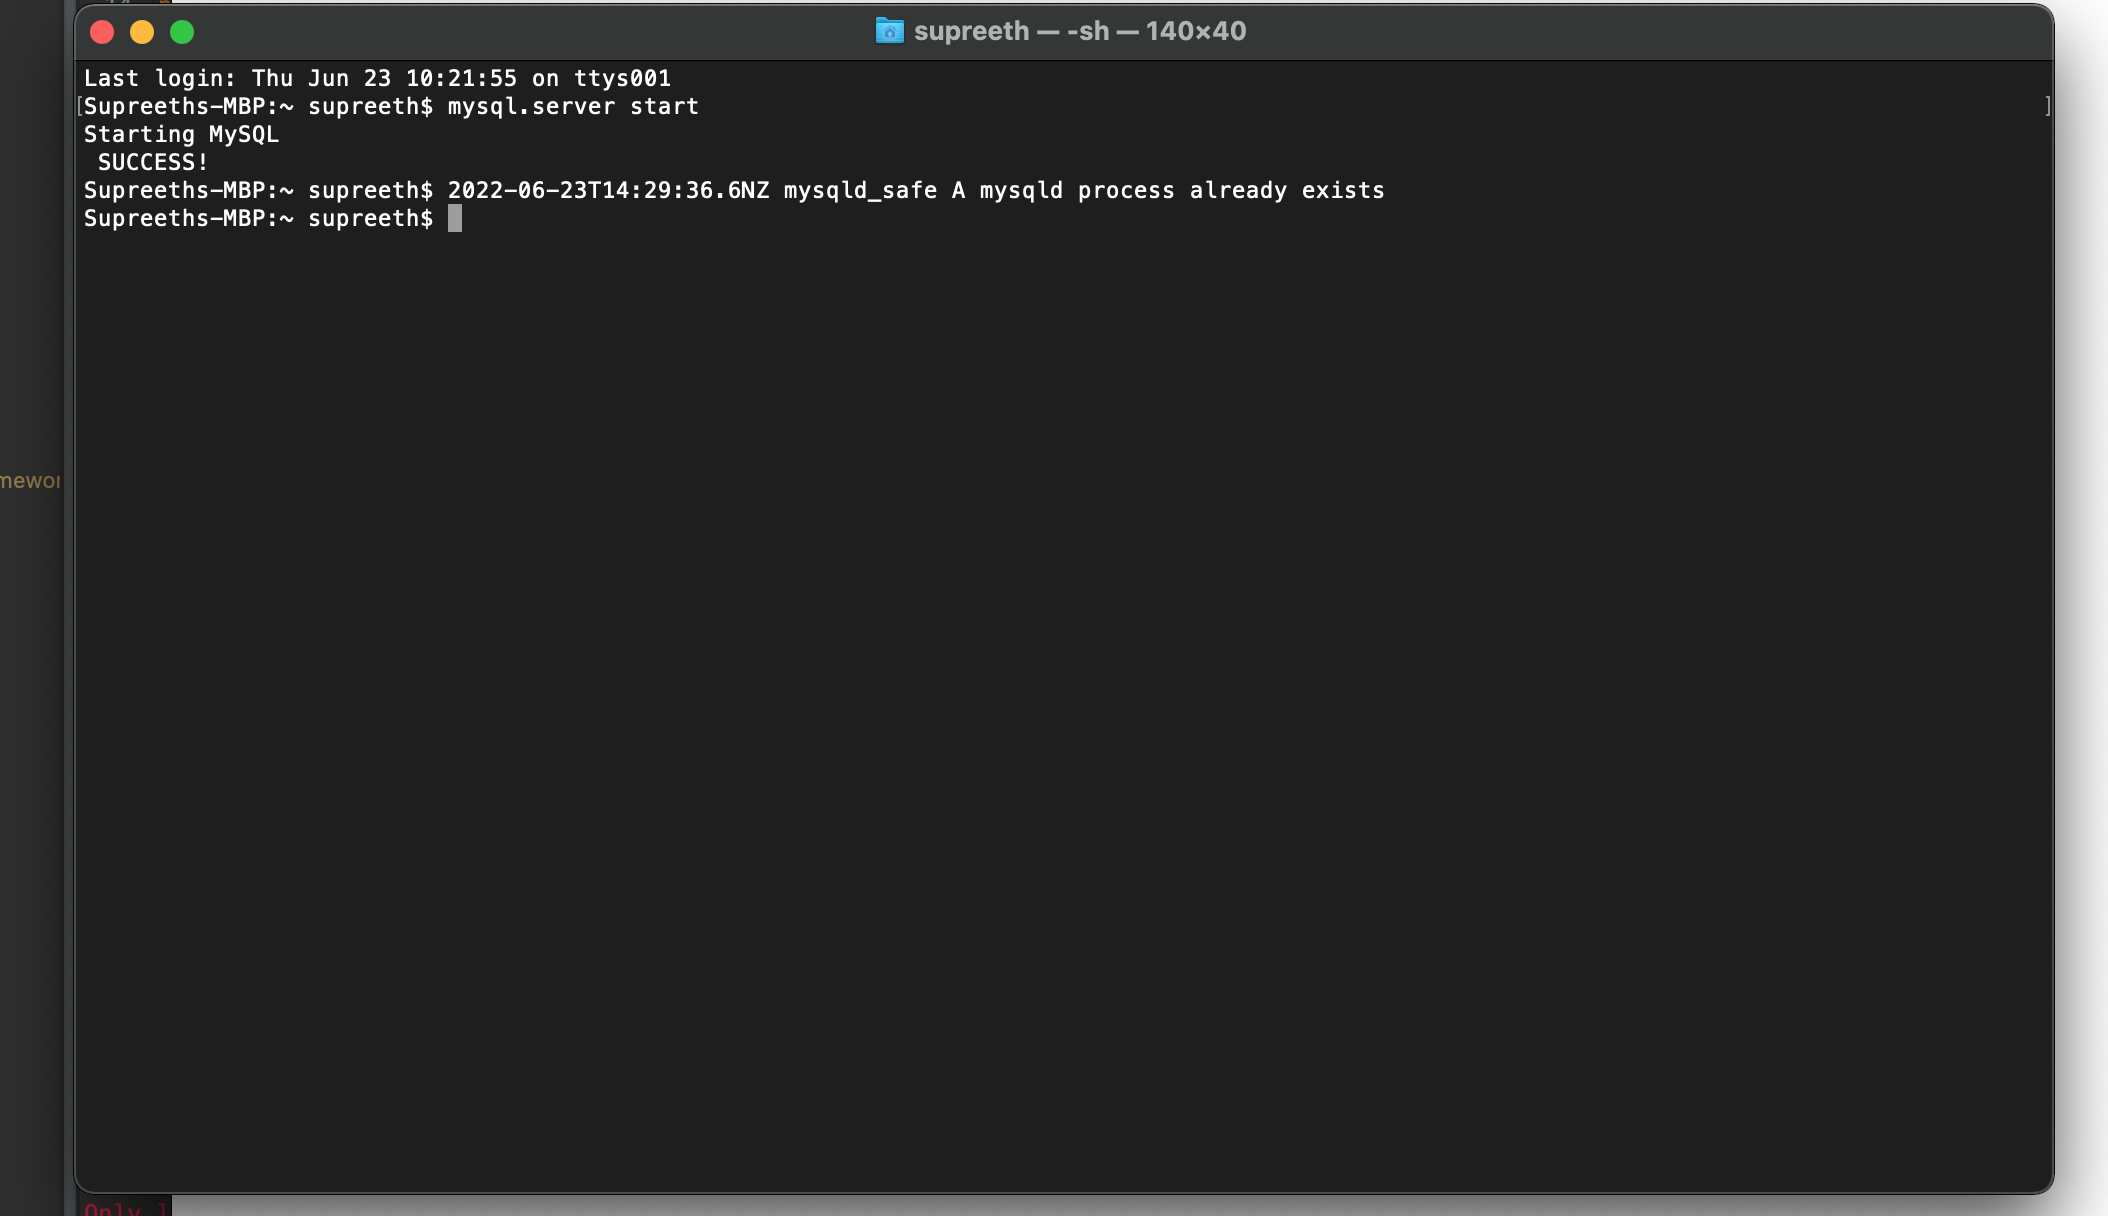 supreeth — -sh — 140×40
Last login: Thu Jun 23 10:21:55 on ttys001
[Supreeths-MBP:~ supreeth$ mysql.server start ]
Starting MySQL
 SUCCESS!
Supreeths-MBP:~ supreeth$ 2022-06-23T14:29:36.6NZ mysqld_safe A mysqld process already exists
Supreeths-MBP:~ supreeth$
mewor
Only